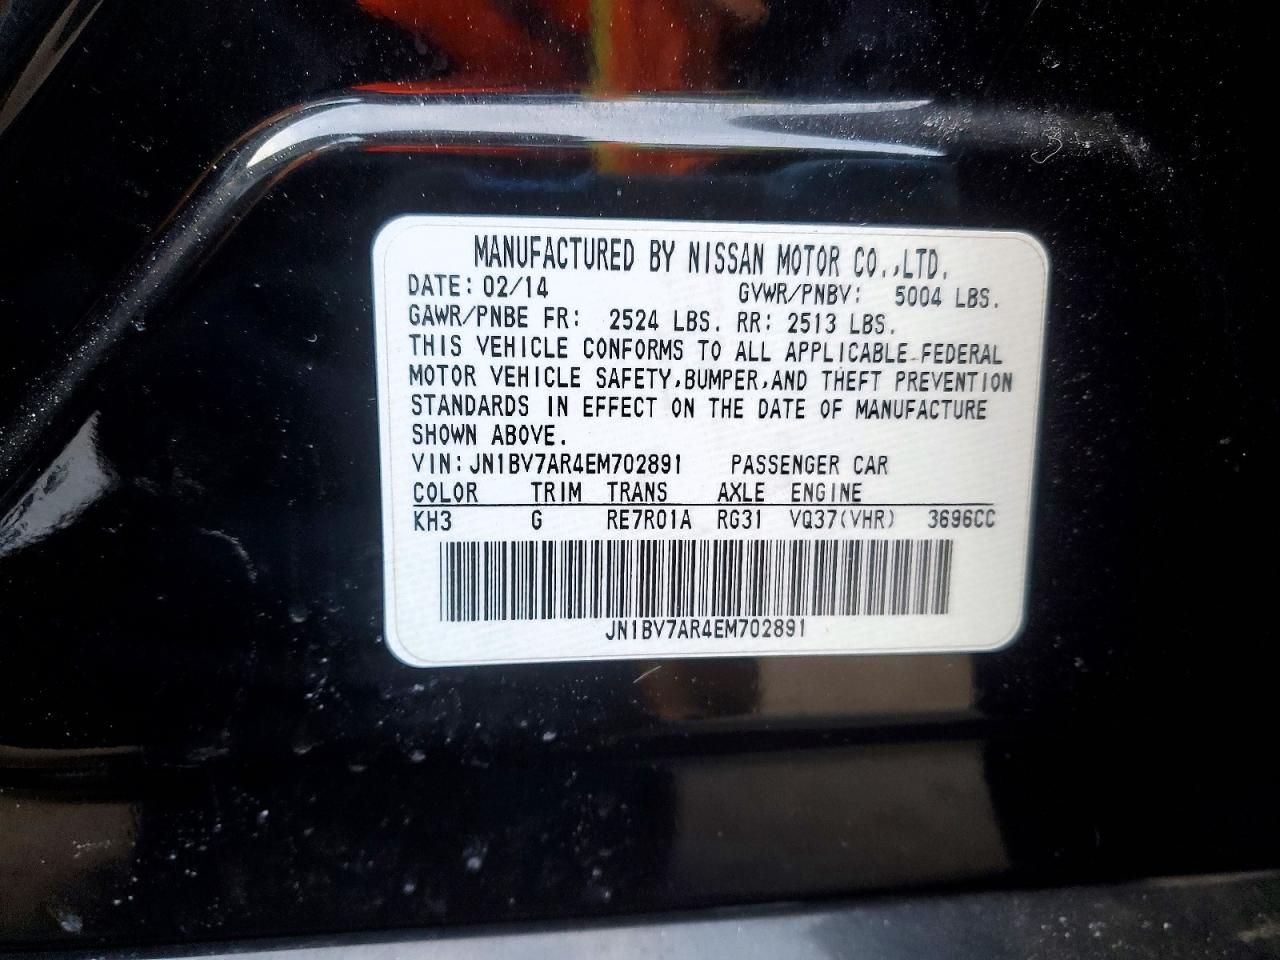 MANUFACTURED BY NISSAN MOTOR CO.,LTD.
DATE: 02/14 GVWR/PNBV: 5004 LBS.
GAWR/PNBE FR: 2524 LBS. RR: 2513 LBS.
THIS VEHICLE CONFORMS TO ALL APPLICABLE FEDERAL
MOTOR VEHICLE SAFETY,BUMPER,AND THEFT PREVENTION
STANDARDS IN EFFECT ON THE DATE OF MANUFACTURE
SHOWN ABOVE.
VIN:JN1BV7AR4EM702891 PASSENGER CAR
COLOR TRIM TRANS AXLE ENGINE
KH3 G RE7R01A RG31 VQ37(VHR) 3696CC
JN1BV7AR4EM702891